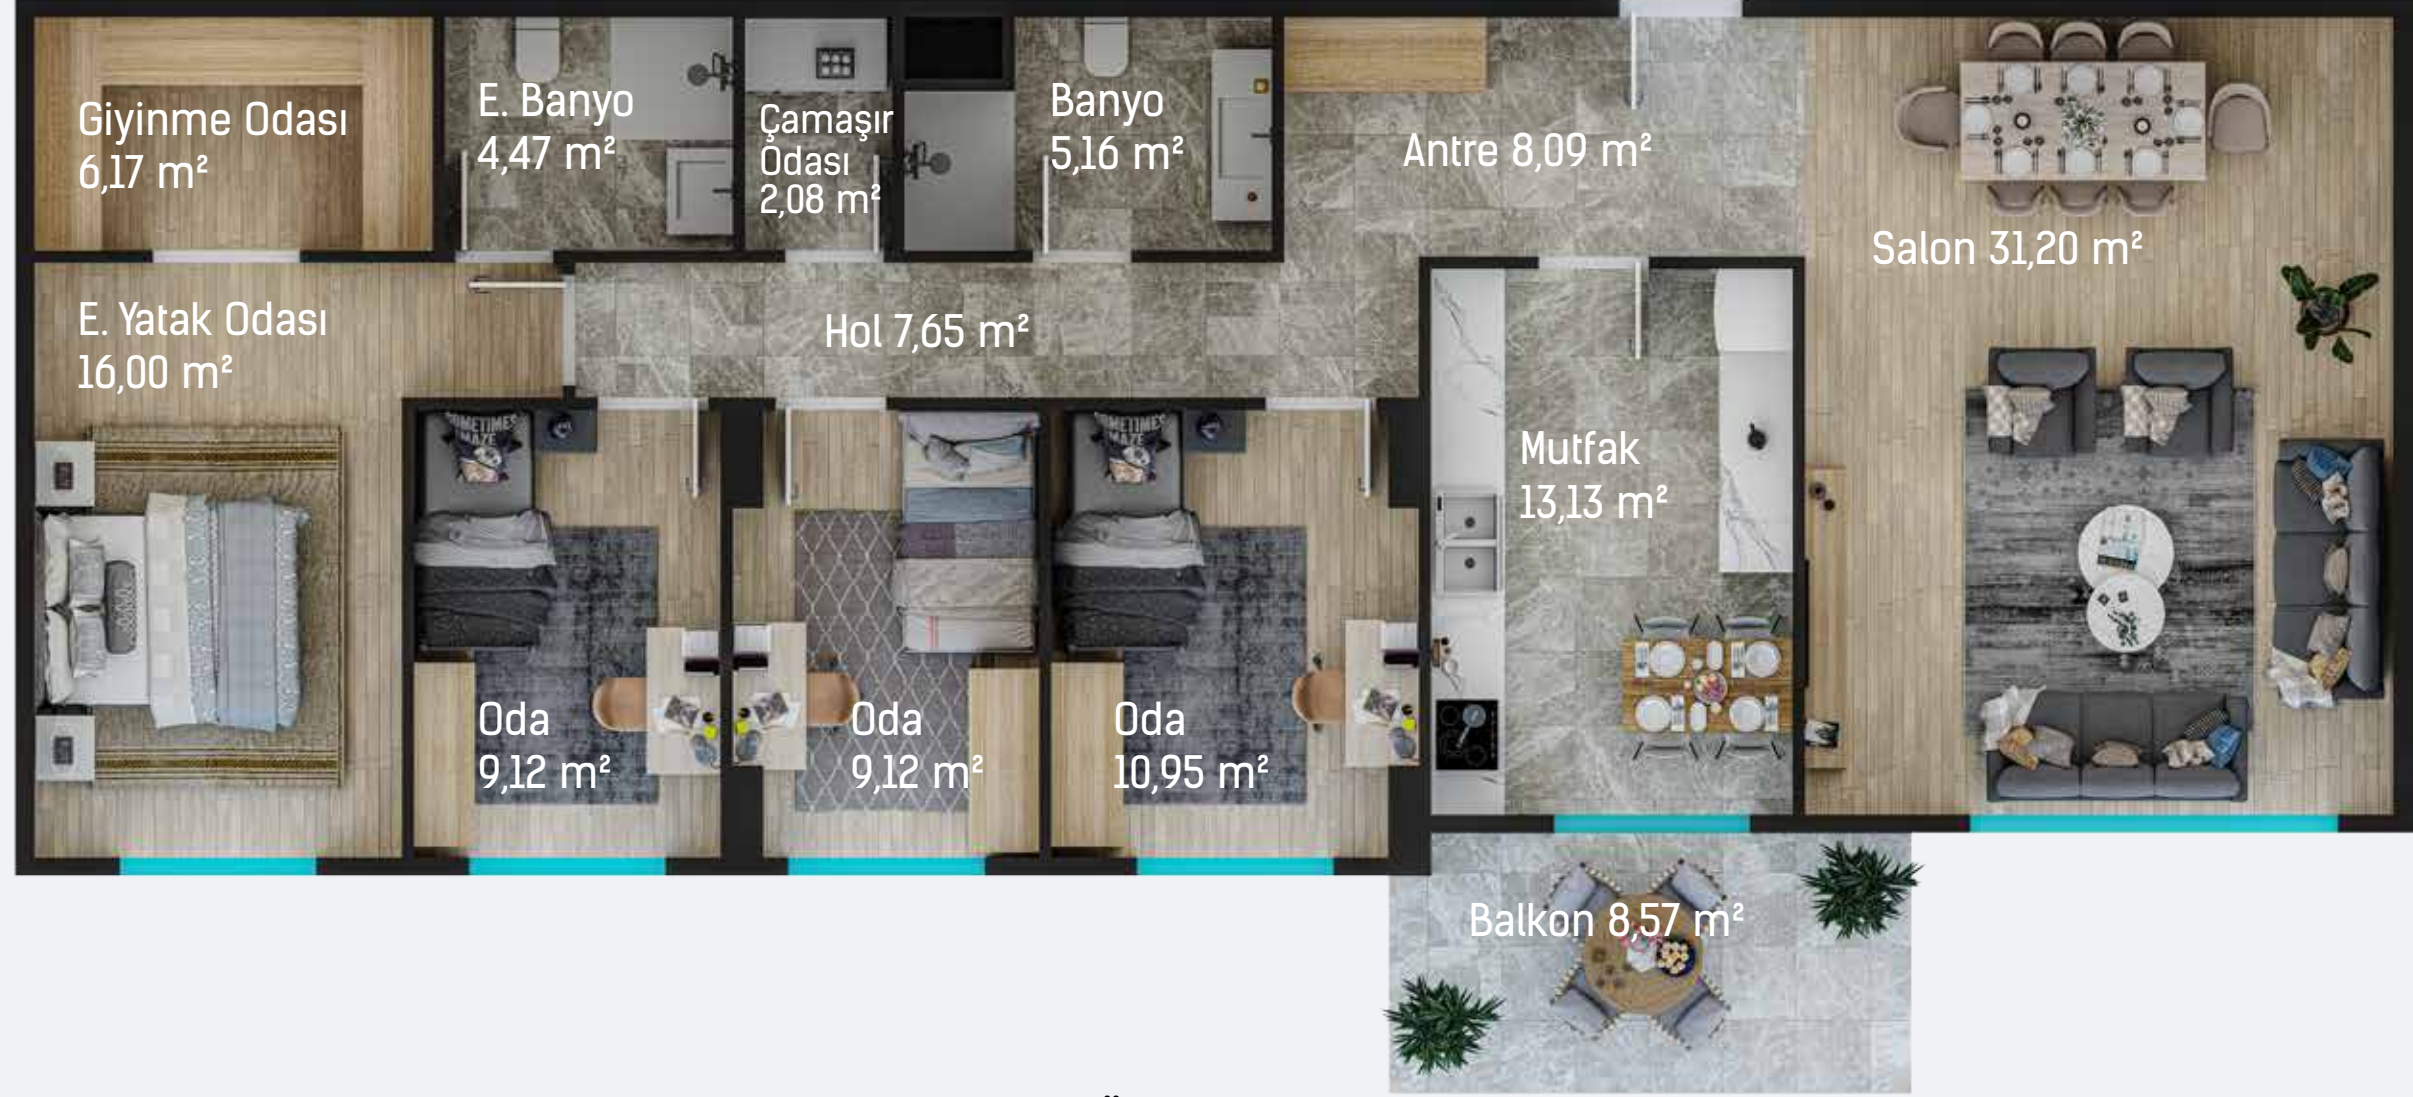 Giyinme Odası
6,17 m²
E. Banyo
4,47 m²
Çamaşır
Odası
2,08 m²
Banyo
5,16 m²
Antre 8,09 m²
Salon 31,20 m²
E. Yatak Odası
16,00 m²
Hol 7,65 m²
Mutfak
13,13 m²
Oda
9,12 m²
Oda
9,12 m²
Oda
10,95 m²
Balkon 8,57 m²